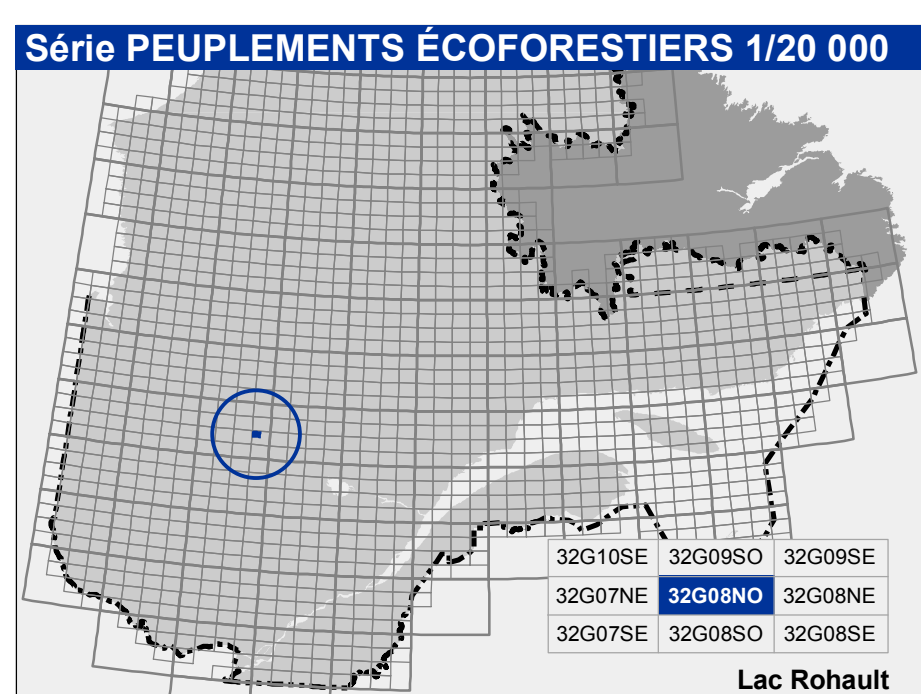 Série PEUPLEMENTS ÉCOFORESTIERS 1/20 000
32G10SE 32G09SO 32G09SE
32G07NE 32G08NO 32G08NE
32G07SE 32G08SO 32G08SE
Lac Rohault